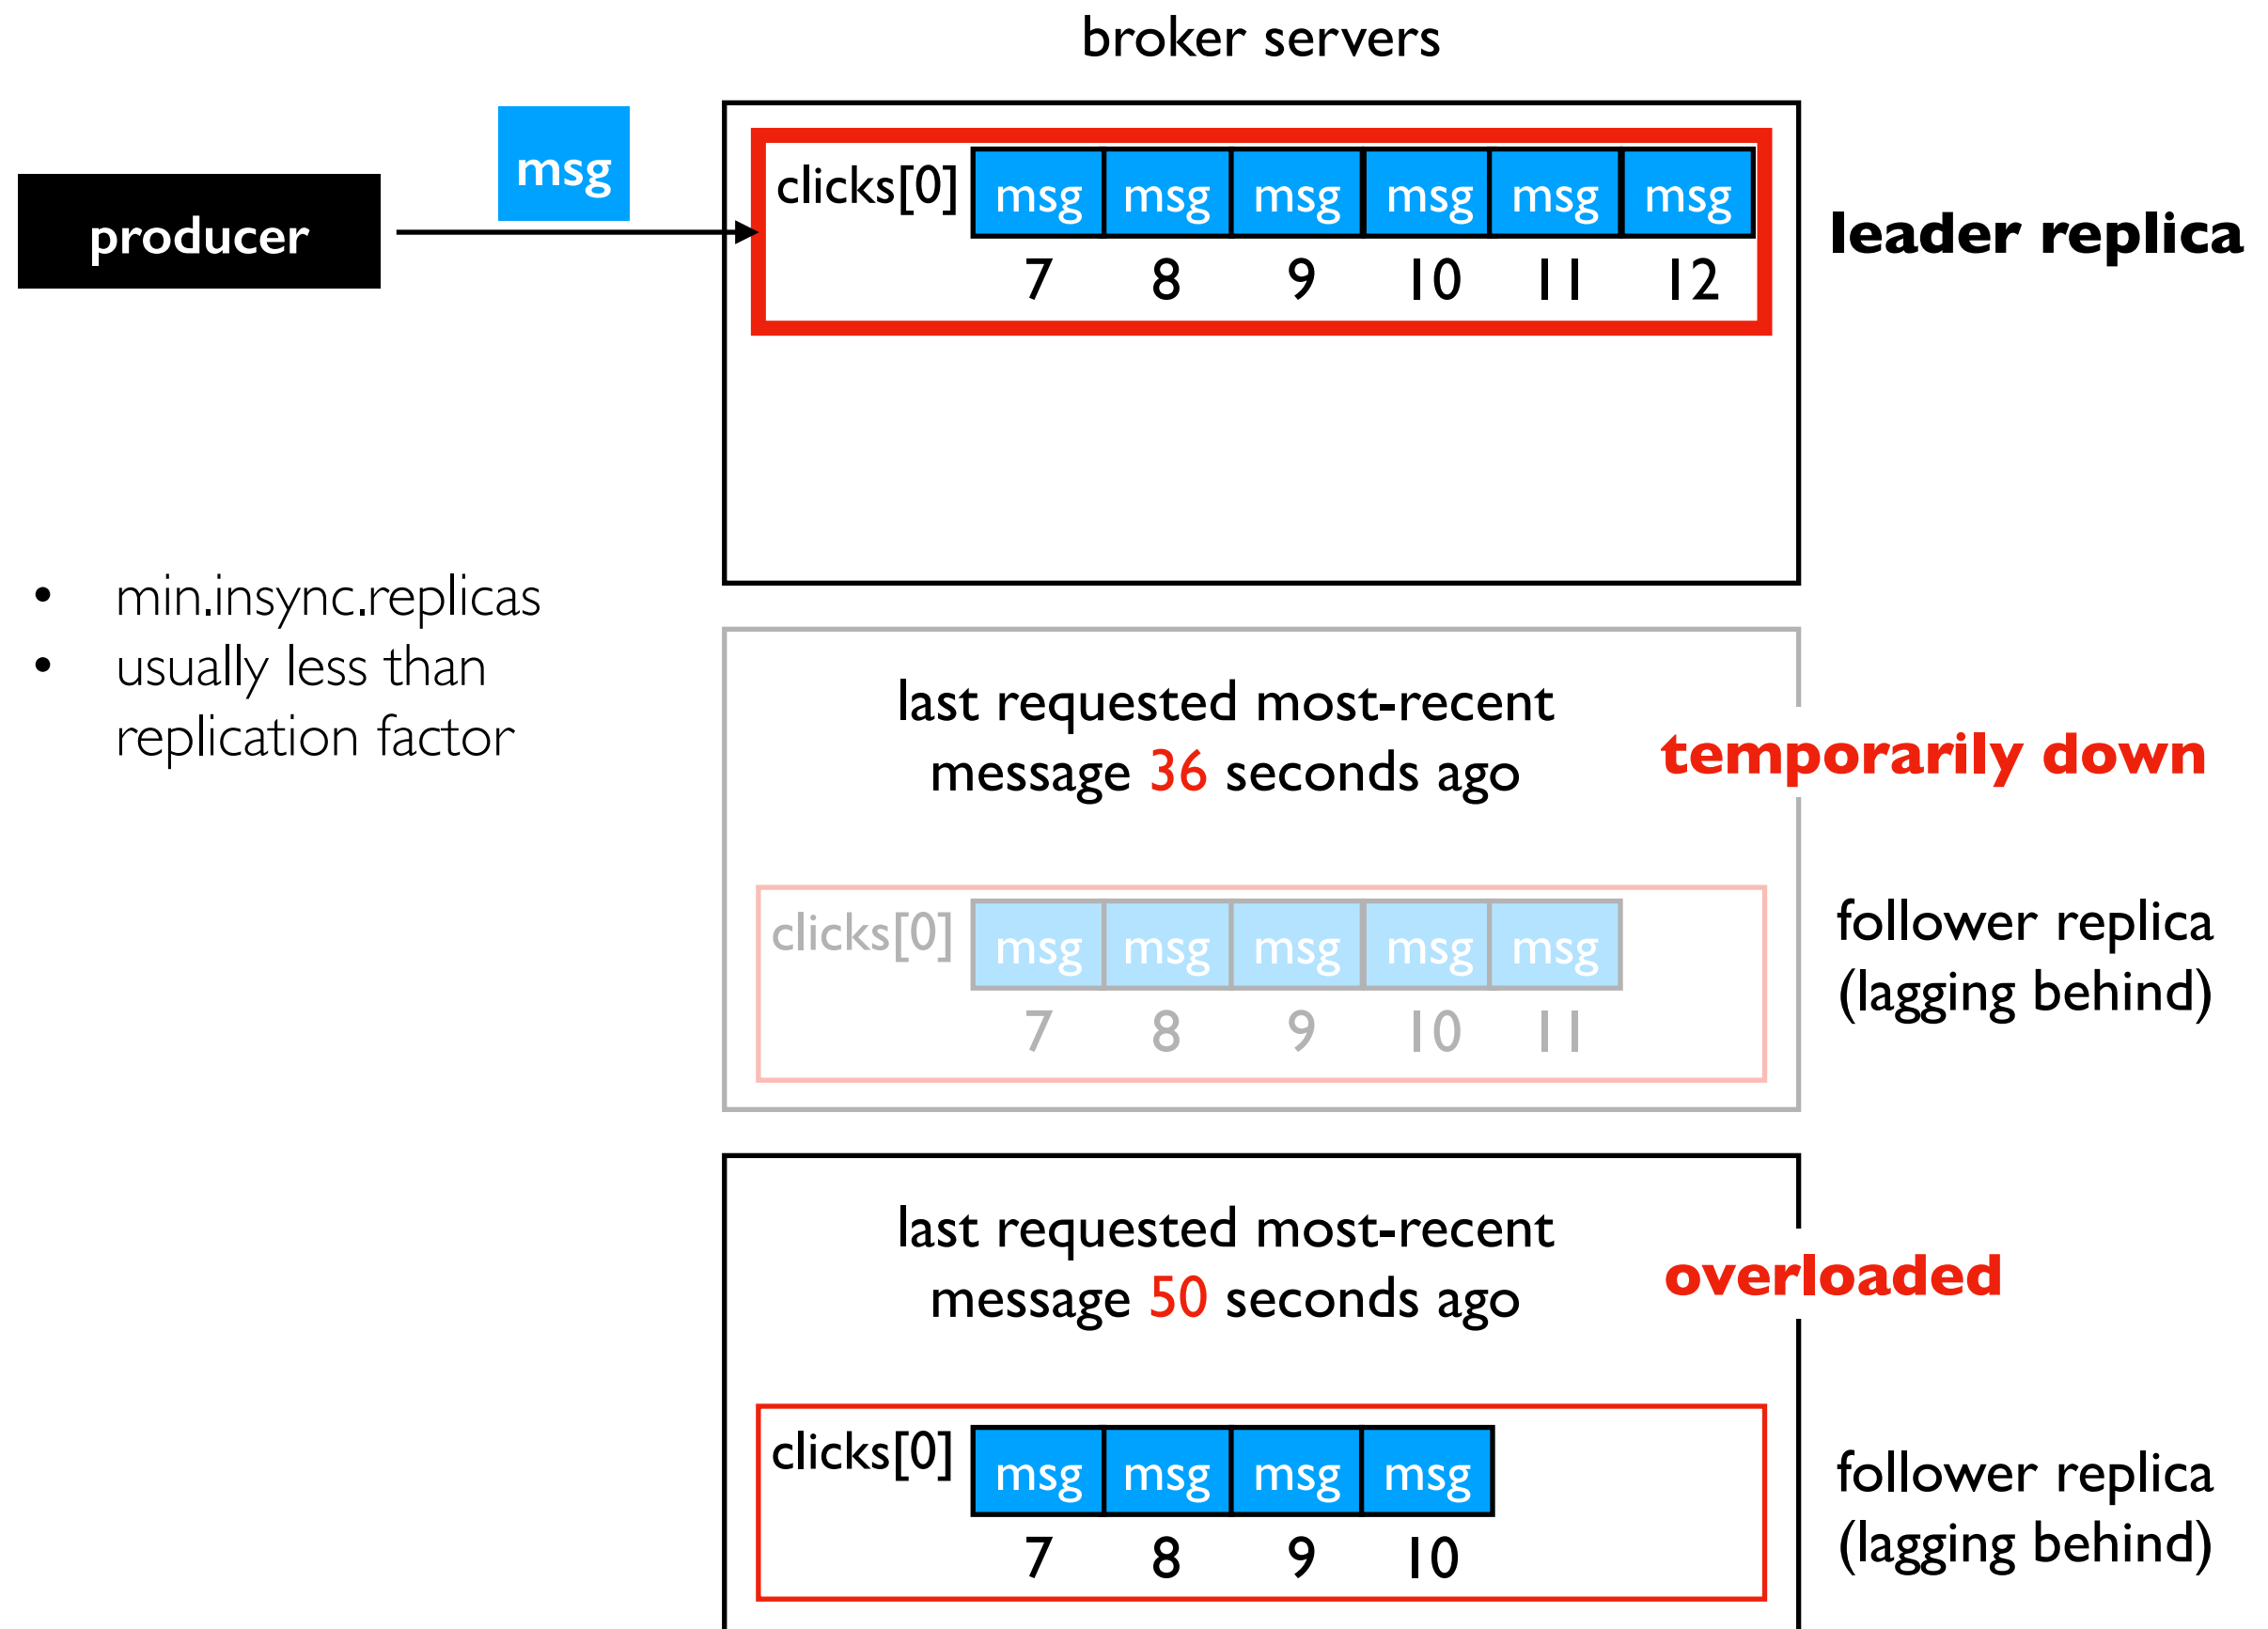 broker servers
msg
producer
clicks[0] msg msg msg msg msg msg
7 8 9 10 11 12
leader replica
• min.insync.replicas
• usually less than
replication factor
last requested most-recent
message 36 seconds ago
temporarily down
clicks[0] msg msg msg msg msg
7 8 9 10 11
follower replica
(lagging behind)
last requested most-recent
message 50 seconds ago
overloaded
clicks[0] msg msg msg msg
7 8 9 10
follower replica
(lagging behind)